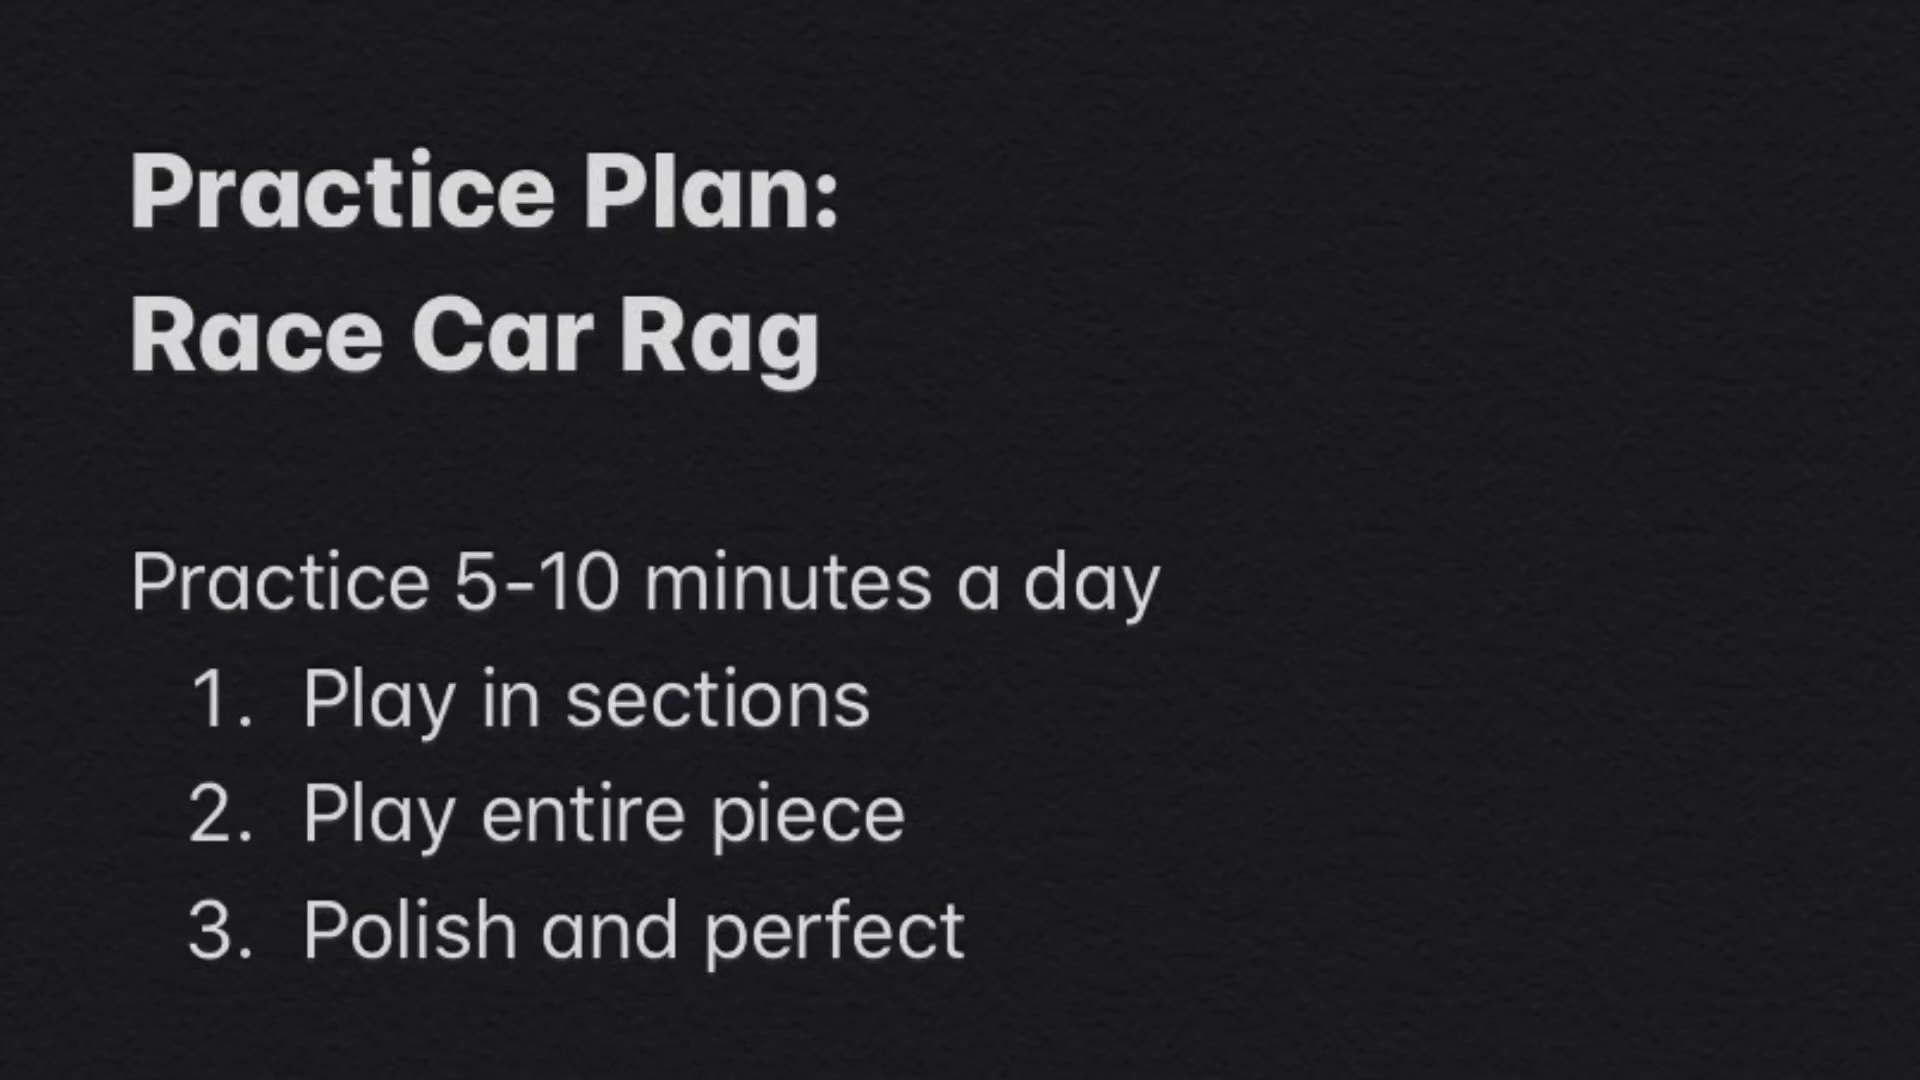 Practice Plan:
Race Car Rag
Practice 5-10 minutes a day
1. Play in sections
2. Play entire piece
3. Polish and perfect